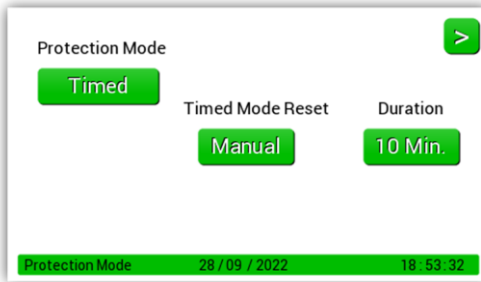 >
Protection Mode
Timed
Timed Mode Reset Duration
Manual 10 Min.
Protection Mode 28 / 09 / 2022 18 : 53 : 32